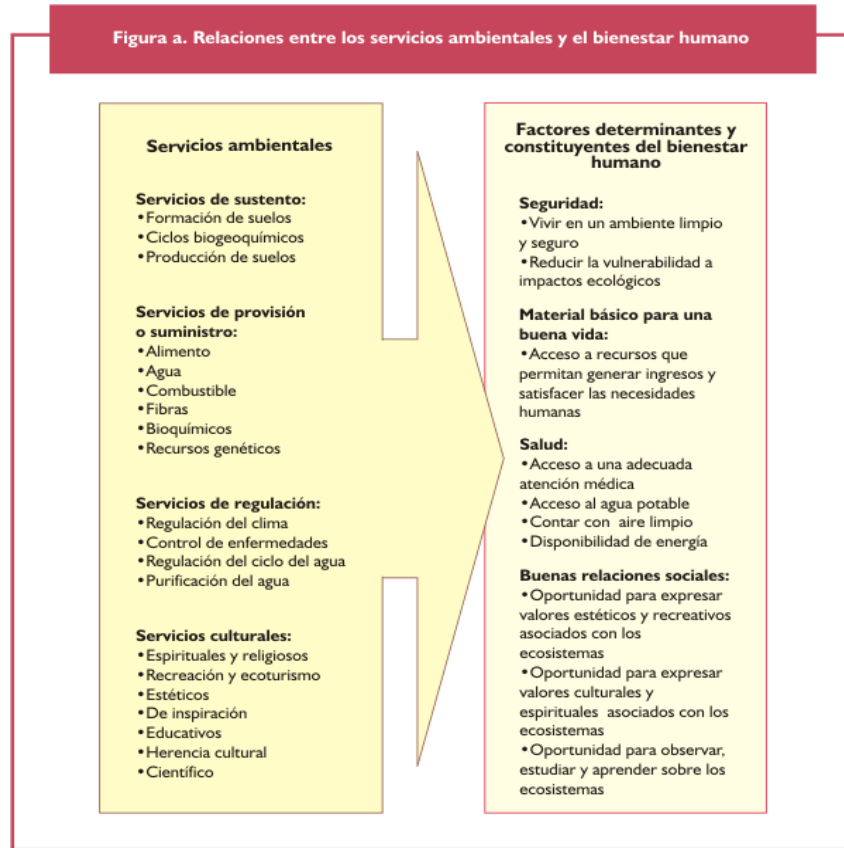 Figura a. Relaciones entre los servicios ambientales y el bienestar humano
Servicios ambientales
Servicios de sustento:
•Formación de suelos
•Ciclos biogeoquímicos
•Producción de suelos
Servicios de provisión
o suministro:
•Alimento
•Agua
•Combustible
•Fibras
•Bioquímicos
•Recursos genéticos
Servicios de regulación:
•Regulación del clima
•Control de enfermedades
•Regulación del ciclo del agua
•Purificación del agua
Servicios culturales:
•Espirituales y religiosos
•Recreación y ecoturismo
•Estéticos
•De inspiración
•Educativos
•Herencia cultural
•Científico
Factores determinantes y
constituyentes del bienestar
humano
Seguridad:
•Vivir en un ambiente limpio
y seguro
•Reducir la vulnerabilidad a
impactos ecológicos
Material básico para una
buena vida:
•Acceso a recursos que
permitan generar ingresos y
satisfacer las necesidades
humanas
Salud:
•Acceso a una adecuada
atención médica
•Acceso al agua potable
•Contar con aire limpio
•Disponibilidad de energía
Buenas relaciones sociales:
•Oportunidad para expresar
valores estéticos y recreativos
asociados con los
ecosistemas
•Oportunidad para expresar
valores culturales y
espirituales asociados con los
ecosistemas
•Oportunidad para observar,
estudiar y aprender sobre los
ecosistemas